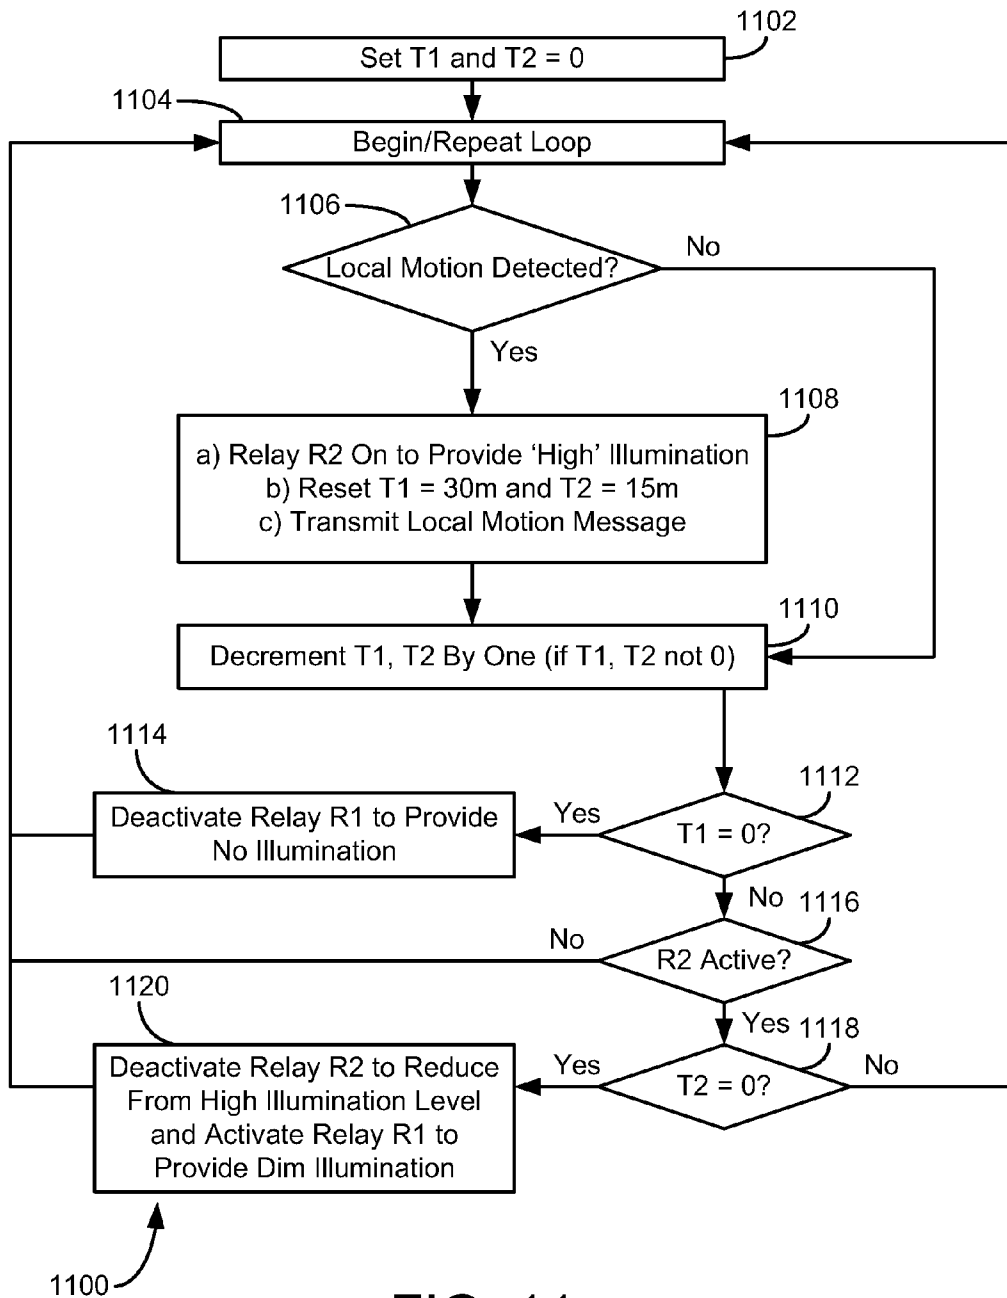 1102
Set T1 and T2 = 0
1104
Begin/Repeat Loop
1106
Local Motion Detected?
No
Yes
1108
a) Relay R2 On to Provide ‘High’ Illumination
b) Reset T1 = 30m and T2 = 15m
c) Transmit Local Motion Message
1110
Decrement T1, T2 By One (if T1, T2 not 0)
1114
1112
Deactivate Relay R1 to Provide
No Illumination
Yes
T1 = 0?
No
1116
No
R2 Active?
1120
Yes
1118
Deactivate Relay R2 to Reduce
From High Illumination Level
and Activate Relay R1 to
Provide Dim Illumination
Yes
T2 = 0?
No
1100